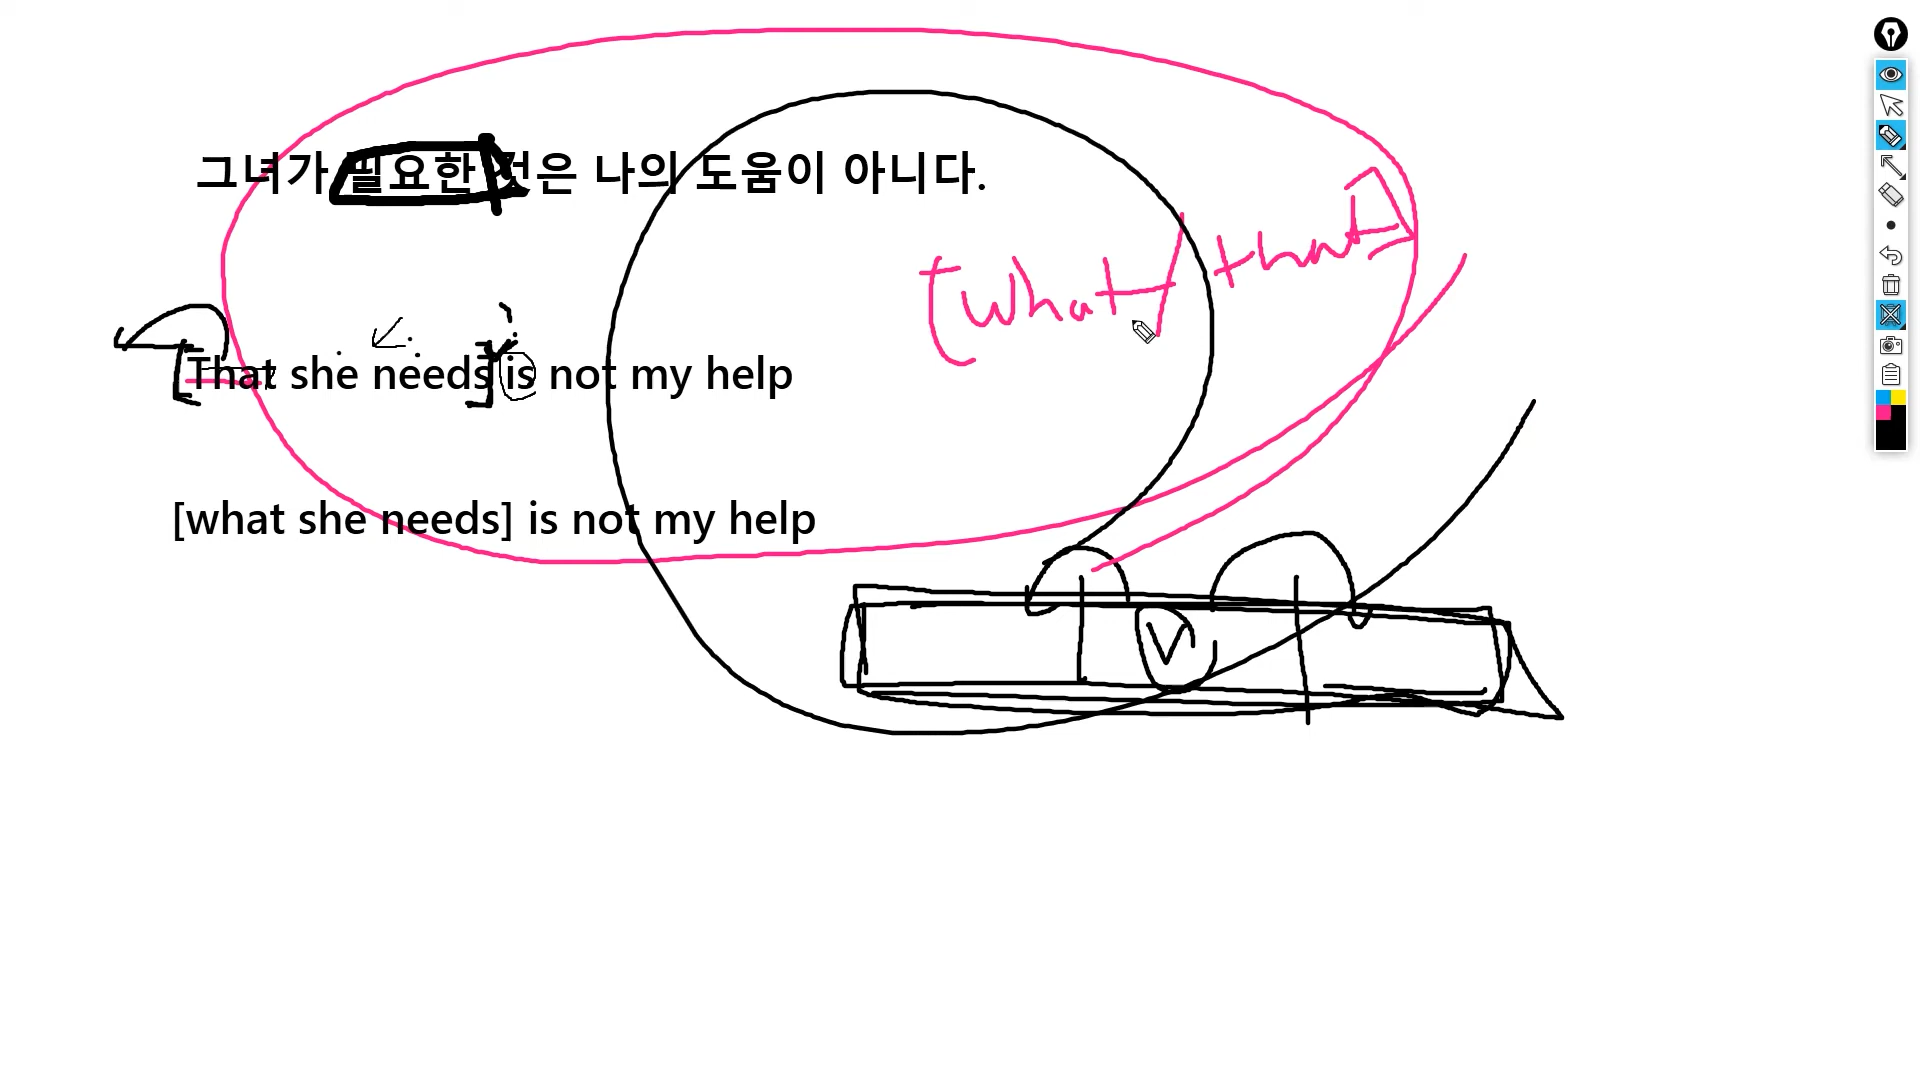 그녀가 필요한 것은 나의 도움이 아니다.
[what / that]
[That she needs] is not my help
[what she needs] is not my help
V